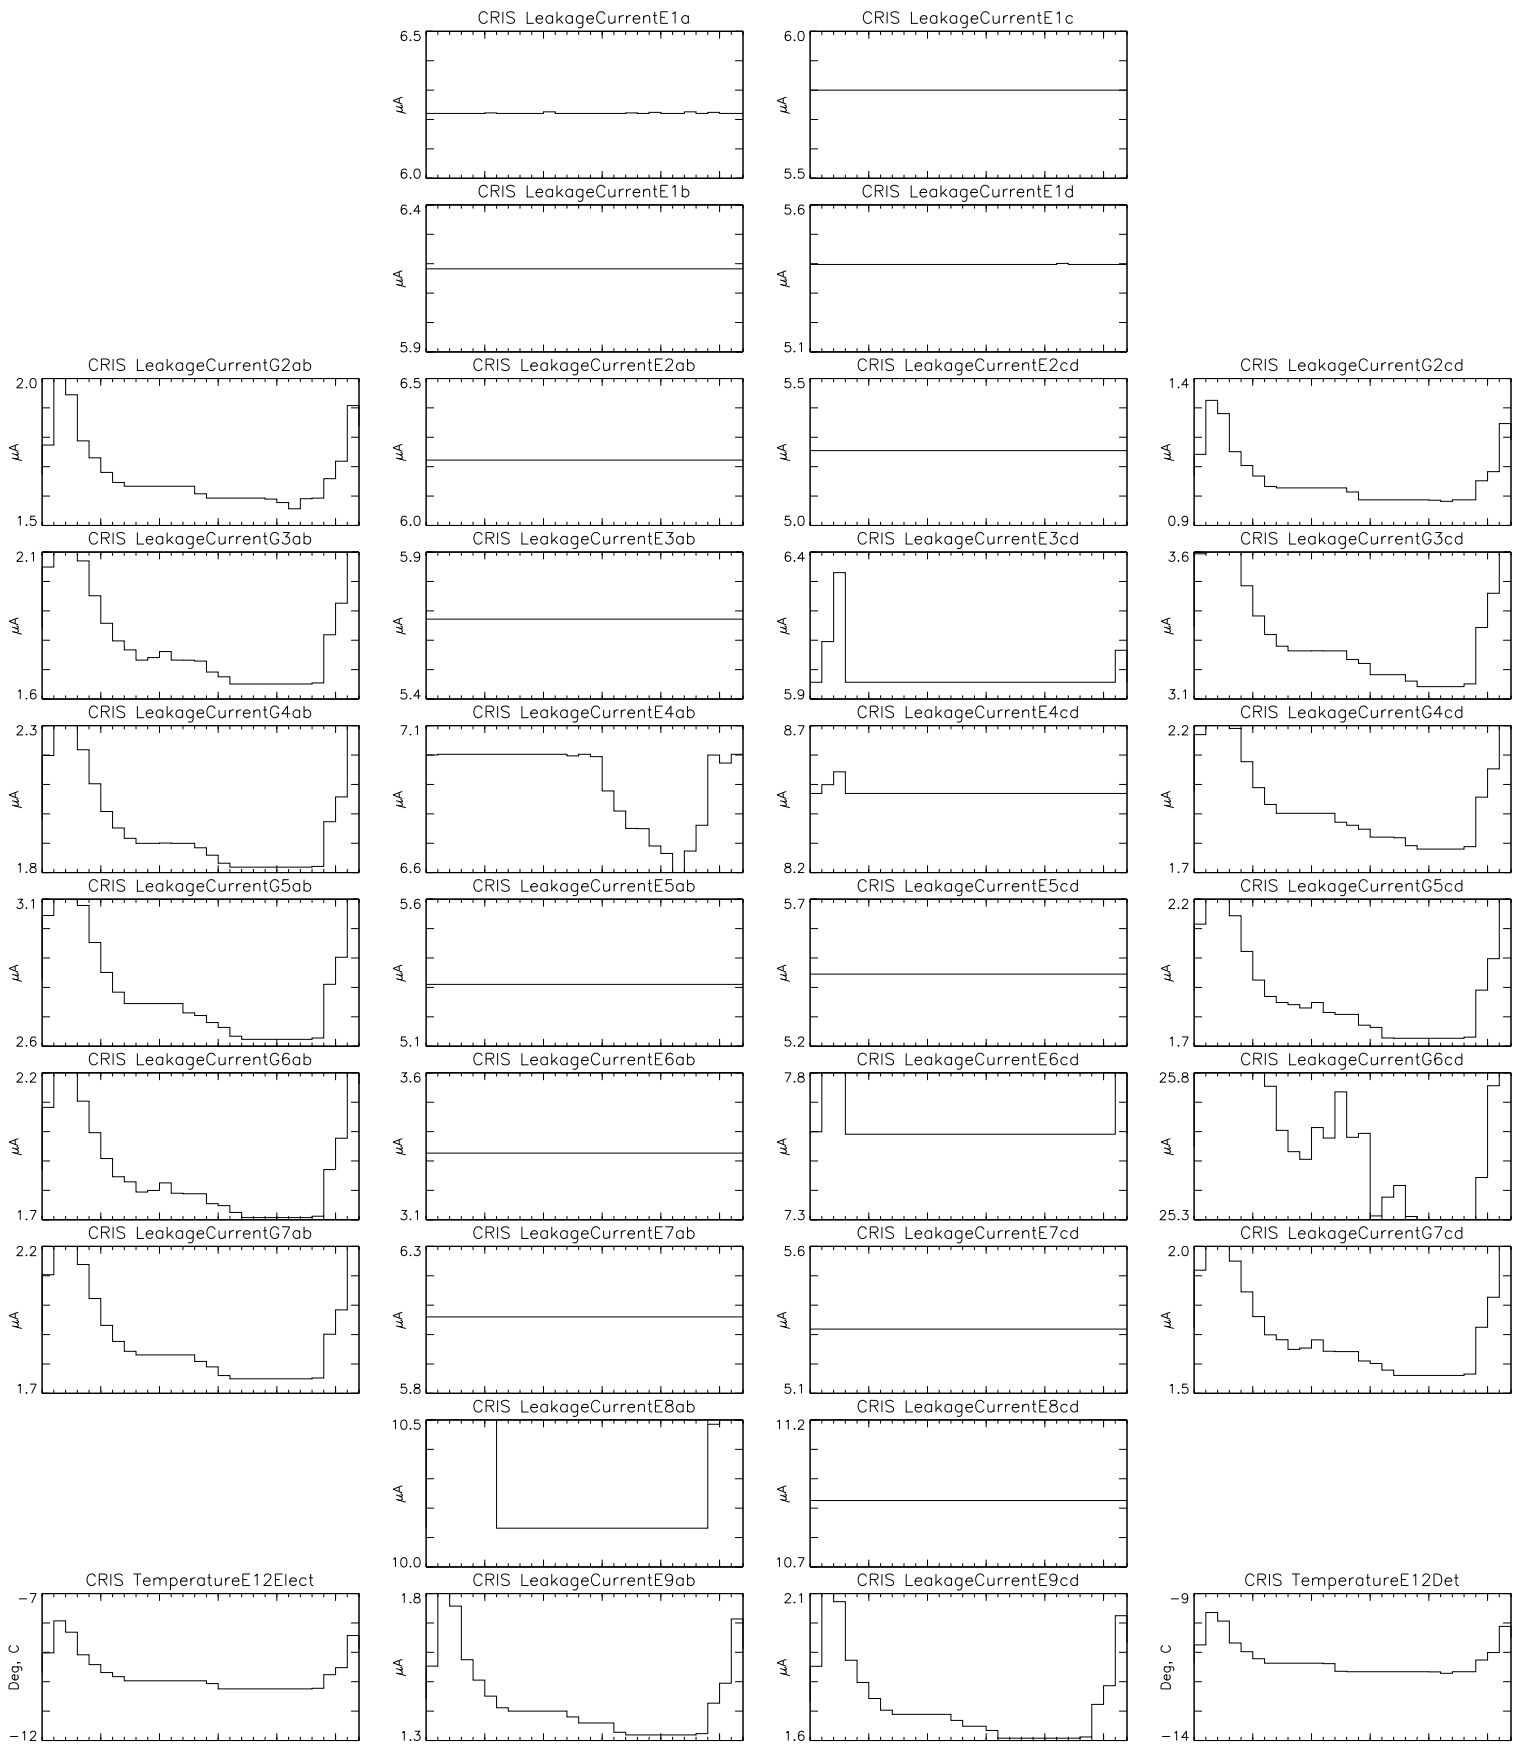 CRIS LeakageCurrentE1a
6.5
µA
6.0
CRIS LeakageCurrentE1c
6.0
µA
5.5
CRIS LeakageCurrentE1b
6.4
µA
5.9
CRIS LeakageCurrentE1d
5.6
µA
5.1
CRIS LeakageCurrentG2ab
2.0
µA
1.5
CRIS LeakageCurrentE2ab
6.5
µA
6.0
CRIS LeakageCurrentE2cd
5.5
µA
5.0
CRIS LeakageCurrentG2cd
1.4
µA
0.9
CRIS LeakageCurrentG3ab
2.1
µA
1.6
CRIS LeakageCurrentE3ab
5.9
µA
5.4
CRIS LeakageCurrentE3cd
6.4
µA
5.9
CRIS LeakageCurrentG3cd
3.6
µA
3.1
CRIS LeakageCurrentG4ab
2.3
µA
1.8
CRIS LeakageCurrentE4ab
7.1
µA
6.6
CRIS LeakageCurrentE4cd
8.7
µA
8.2
CRIS LeakageCurrentG4cd
2.2
µA
1.7
CRIS LeakageCurrentG5ab
3.1
µA
2.6
CRIS LeakageCurrentE5ab
5.6
µA
5.1
CRIS LeakageCurrentE5cd
5.7
µA
5.2
CRIS LeakageCurrentG5cd
2.2
µA
1.7
CRIS LeakageCurrentG6ab
2.2
µA
1.7
CRIS LeakageCurrentE6ab
3.6
µA
3.1
CRIS LeakageCurrentE6cd
7.8
µA
7.3
CRIS LeakageCurrentG6cd
25.8
µA
25.3
CRIS LeakageCurrentG7ab
2.2
µA
1.7
CRIS LeakageCurrentE7ab
6.3
µA
5.8
CRIS LeakageCurrentE7cd
5.6
µA
5.1
CRIS LeakageCurrentG7cd
2.0
µA
1.5
CRIS LeakageCurrentE8ab
10.5
µA
10.0
CRIS LeakageCurrentE8cd
11.2
µA
10.7
CRIS TemperatureE12Elect
-7
Deg, C
-12
CRIS LeakageCurrentE9ab
1.8
µA
1.3
CRIS LeakageCurrentE9cd
2.1
µA
1.6
CRIS TemperatureE12Det
-9
Deg, C
-14